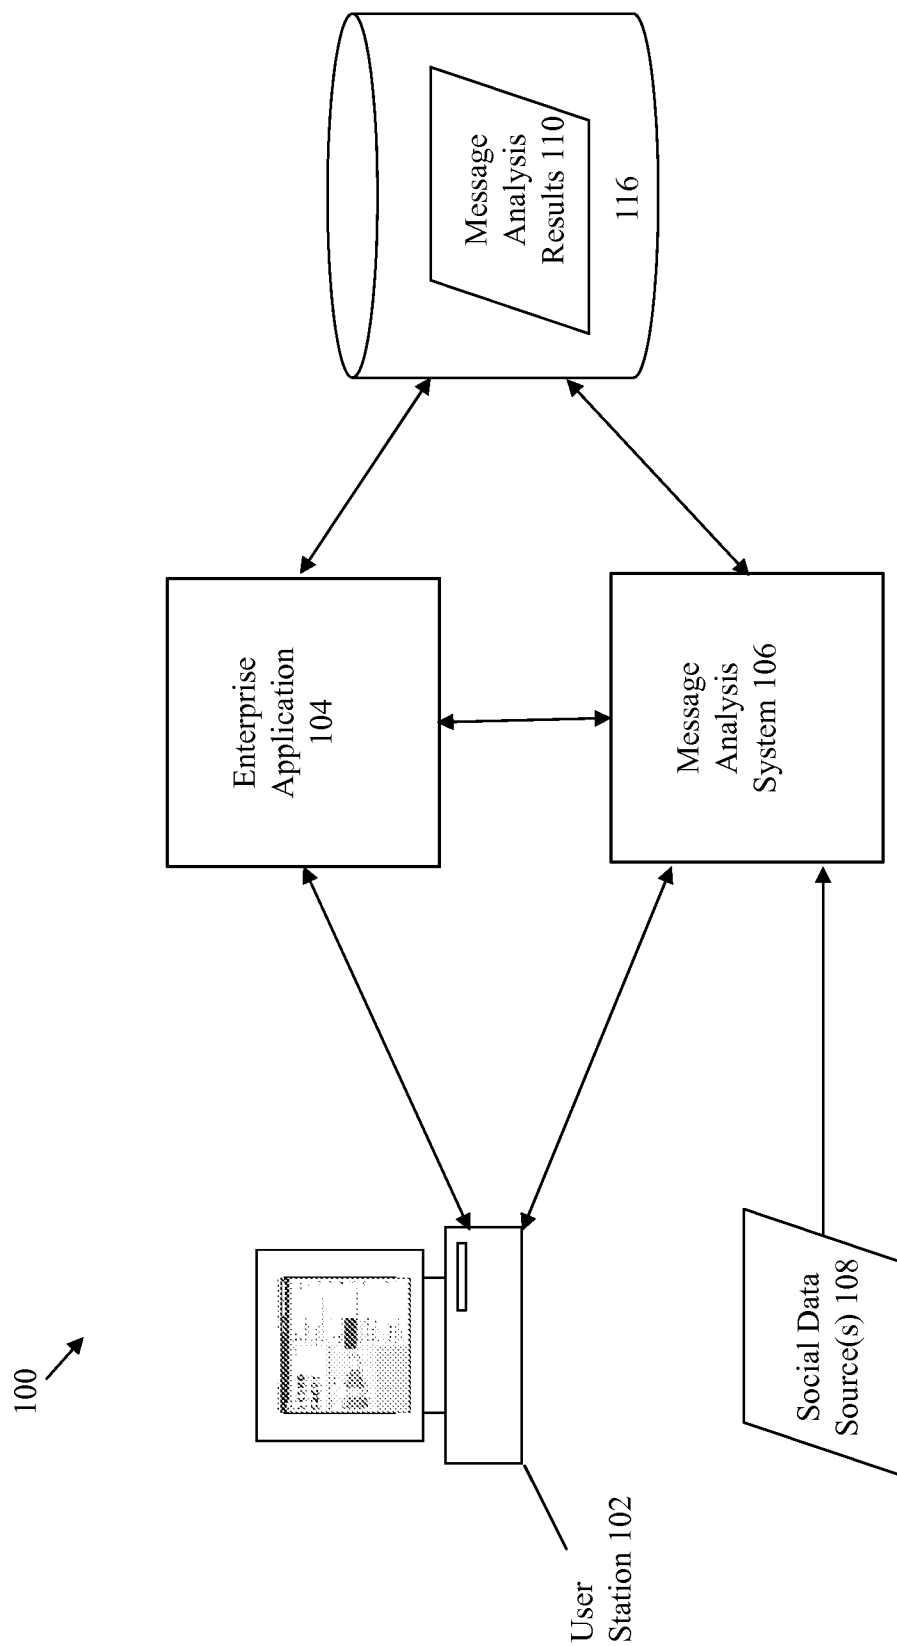 100
User
Station 102
Enterprise
Application
104
Message
Analysis
System 106
Social Data
Source(s) 108
Message
Analysis
Results 110
116